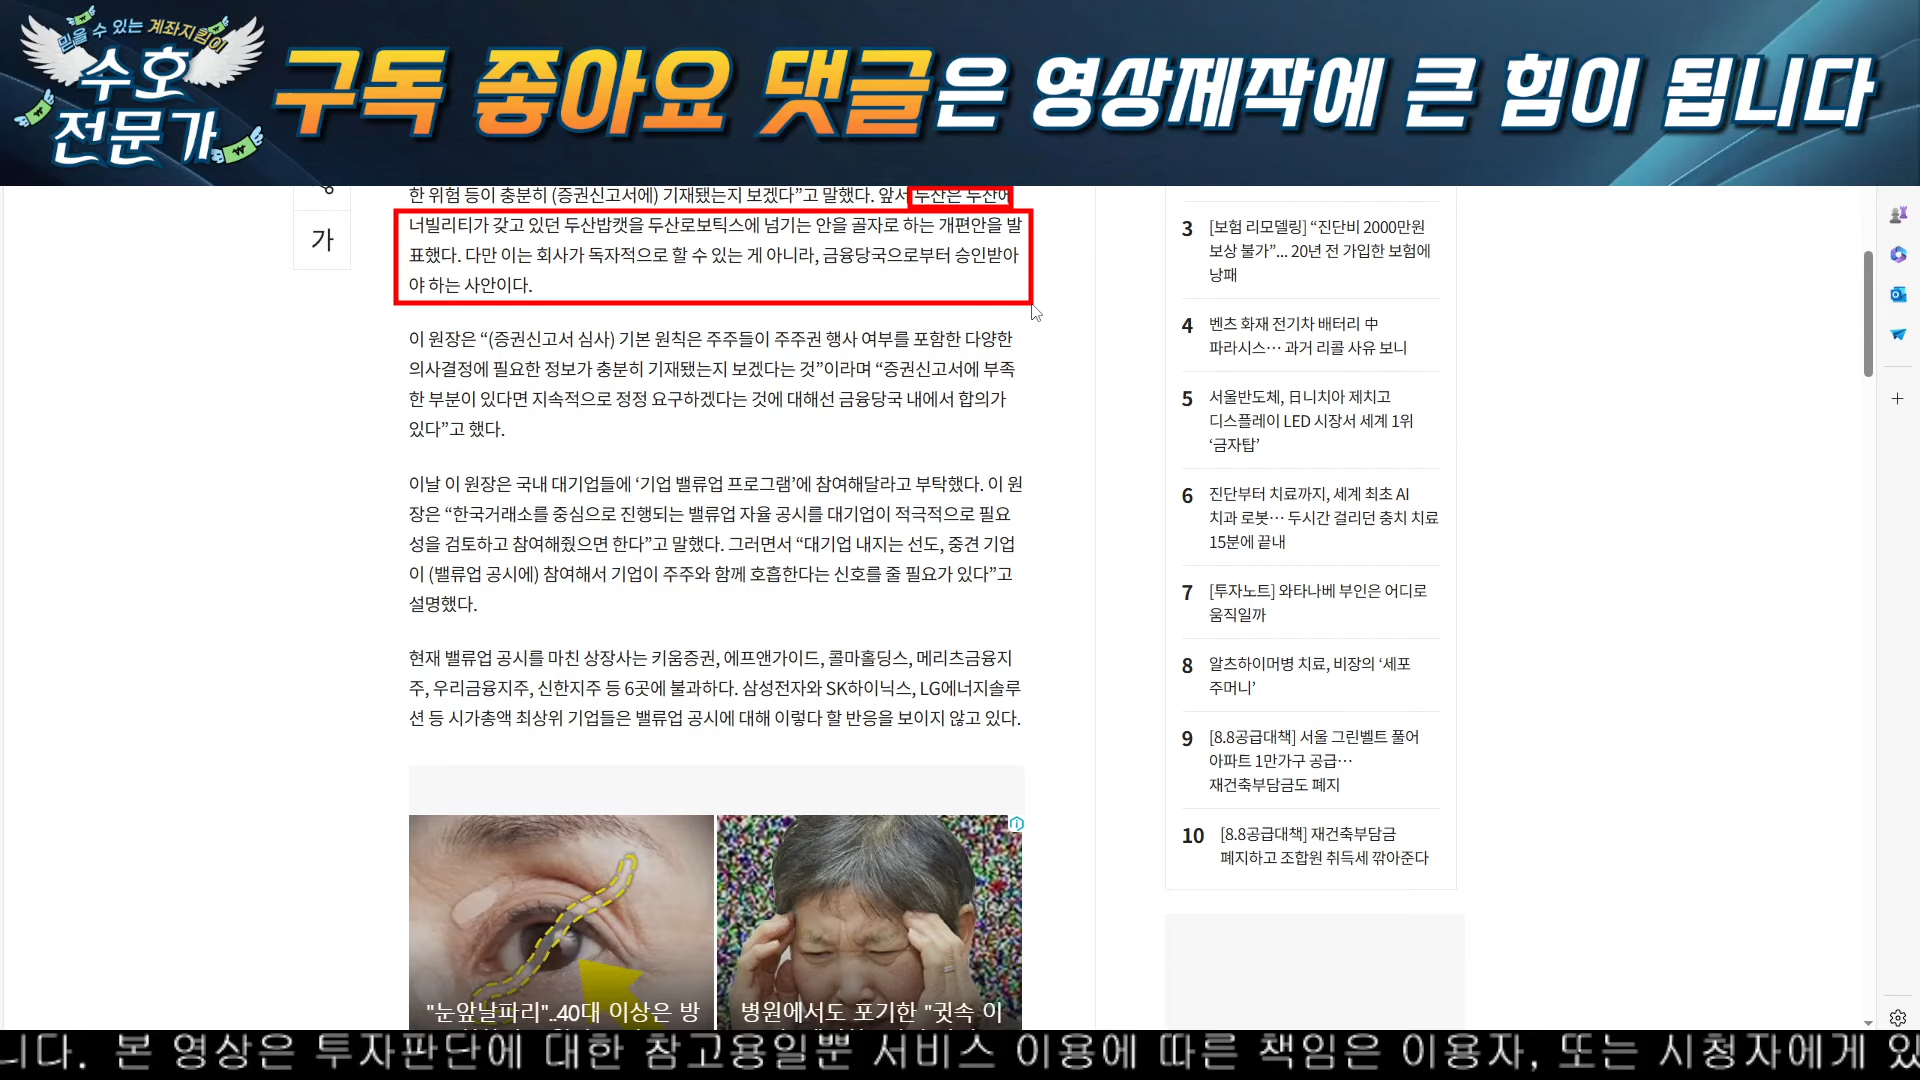 믿을 수 있는 계좌지킴이
수호
전문가
구독 좋아요 댓글은 영상제작에 큰 힘이 됩니다
한 위험 등이 충분히 (증권신고서에) 기재됐는지 보겠다”고 말했다. 앞서 두산은 두산에
너빌리티가 갖고 있던 두산밥캣을 두산로보틱스에 넘기는 안을 골자로 하는 개편안을 발
표했다. 다만 이는 회사가 독자적으로 할 수 있는 게 아니라, 금융당국으로부터 승인받아
야 하는 사안이다.
가
이 원장은 “(증권신고서 심사) 기본 원칙은 주주들이 주주권 행사 여부를 포함한 다양한
의사결정에 필요한 정보가 충분히 기재됐는지 보겠다는 것”이라며 “증권신고서에 부족
한 부분이 있다면 지속적으로 정정 요구하겠다는 것에 대해선 금융당국 내에서 합의가
있다”고 했다.
이날 이 원장은 국내 대기업들에 ‘기업 밸류업 프로그램’에 참여해달라고 부탁했다. 이 원
장은 “한국거래소를 중심으로 진행되는 밸류업 자율 공시를 대기업이 적극적으로 필요
성을 검토하고 참여해줬으면 한다”고 말했다. 그러면서 “대기업 내지는 선도, 중견 기업
이 (밸류업 공시에) 참여해서 기업이 주주와 함께 호흡한다는 신호를 줄 필요가 있다”고
설명했다.
현재 밸류업 공시를 마친 상장사는 키움증권, 에프앤가이드, 콜마홀딩스, 메리츠금융지
주, 우리금융지주, 신한지주 등 6곳에 불과하다. 삼성전자와 SK하이닉스, LG에너지솔루
션 등 시가총액 최상위 기업들은 밸류업 공시에 대해 이렇다 할 반응을 보이지 않고 있다.
"눈앞날파리"..40대 이상은 방
병원에서도 포기한 "귓속 이
3 [보험 리모델링] “진단비 2000만원
보상 불가”... 20년 전 가입한 보험에
낭패
4 벤츠 화재 전기차 배터리 中
파라시스… 과거 리콜 사유 보니
5 서울반도체, 日니치아 제치고
디스플레이 LED 시장서 세계 1위
‘금자탑’
6 진단부터 치료까지, 세계 최초 AI
치과 로봇… 두시간 걸리던 충치 치료
15분에 끝내
7 [투자노트] 와타나베 부인은 어디로
움직일까
8 알츠하이머병 치료, 비장의 ‘세포
주머니’
9 [8.8공급대책] 서울 그린벨트 풀어
아파트 1만가구 공급…
재건축부담금도 폐지
10 [8.8공급대책] 재건축부담금
폐지하고 조합원 취득세 깎아준다
니다. 본 영상은 투자판단에 대한 참고용일뿐 서비스 이용에 따른 책임은 이용자, 또는 시청자에게 있